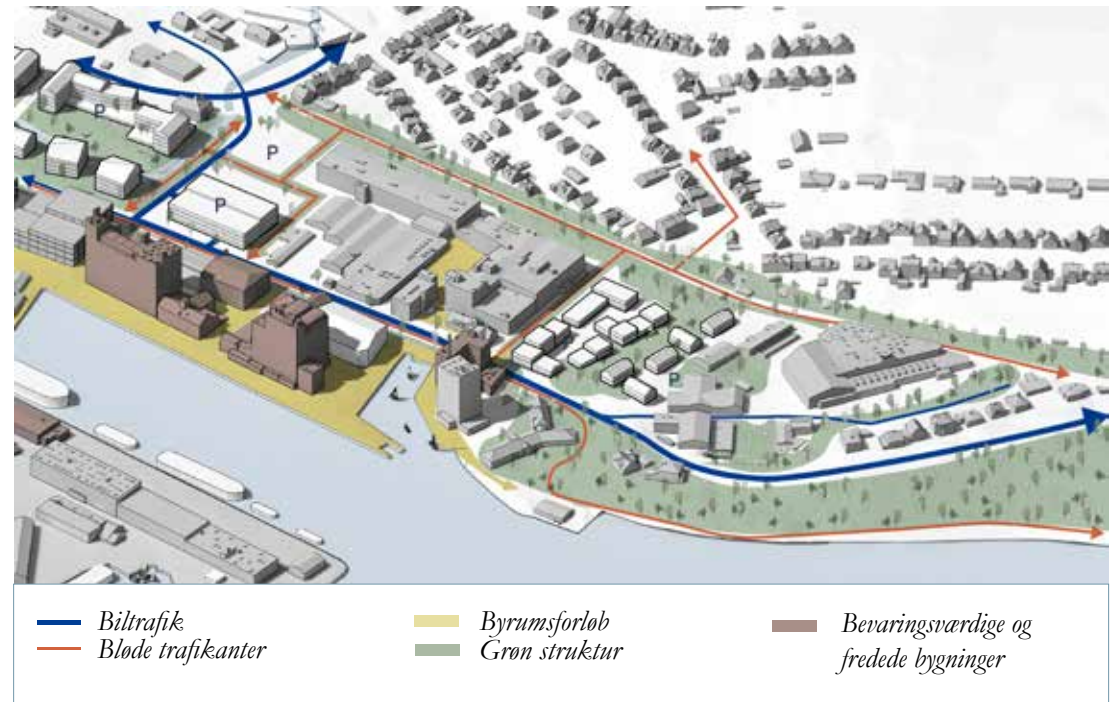 P
P
P
P
Biltrafik
Bløde trafikanter
Byrumsforløb
Grøn struktur
Bevaringsværdige og
fredede bygninger